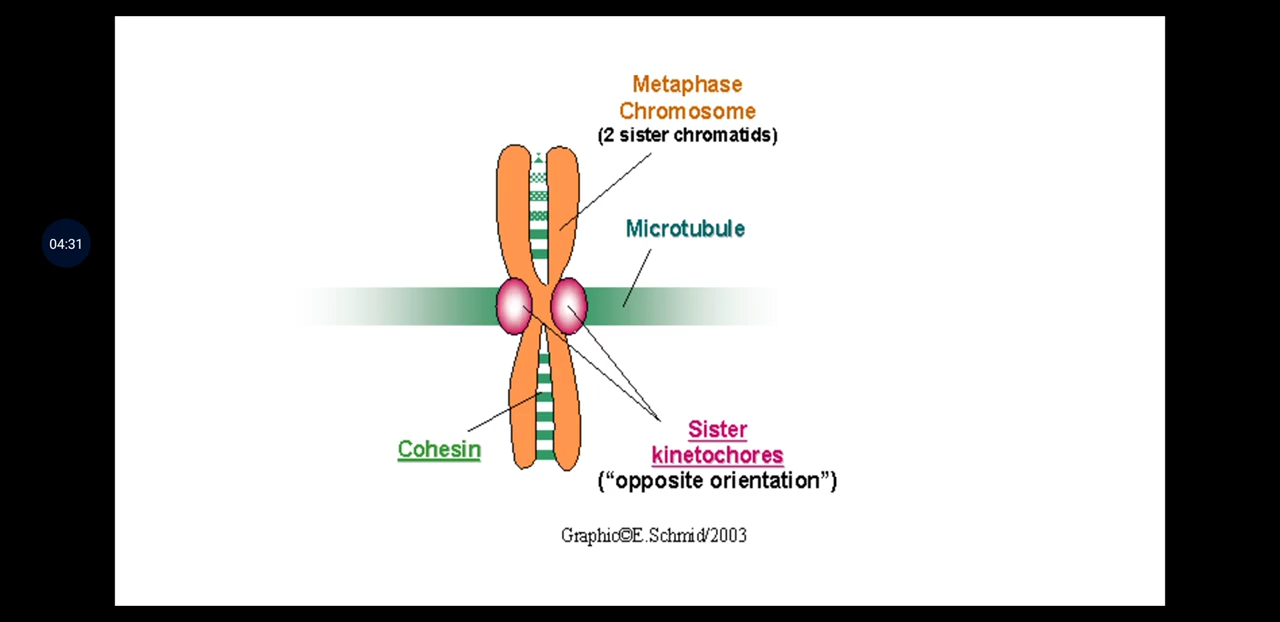 Metaphase
Chromosome
(2 sister chromatids)
Microtubule
04:31
Cohesin
Sister
kinetochores
(“opposite orientation”)
Graphic©E.Schmid/2003